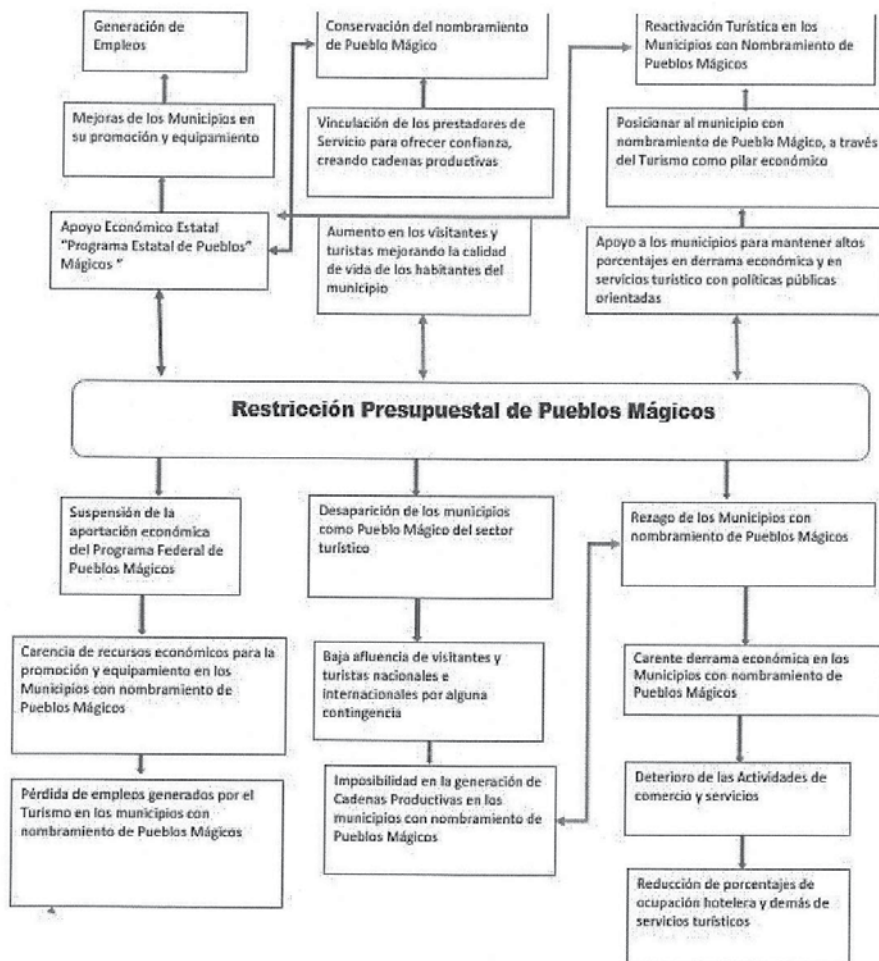 Generación de
Empleos
Conservación del nombramiento
de Pueblo Mágico
Reactivación Turística en los
Municipios con Nombramiento de
Pueblos Mágicos
Mejoras de los Municipios en
su promoción y equipamiento
Vinculación de los prestadores de
Servicio para ofrecer confianza,
creando cadenas productivas
Posicionar al municipio con
nombramiento de Pueblo Mágico, a través
del Turismo como pilar económico
Apoyo Económico Estatal
"Programa Estatal de Pueblos"
Mágicos "
Aumento en los visitantes y
turistas mejorando la calidad
de vida de los habitantes del
municipio
Apoyo a los municipios para mantener altos
porcentajes en derrama económica y en
servicios turístico con políticas públicas
orientadas
Restricción Presupuestal de Pueblos Mágicos
Suspensión de la
aportación económica
del Programa Federal de
Pueblos Mágicos
Desaparición de los municipios
como Pueblo Mágico del sector
turístico
Rezago de los Municipios con
nombramiento de Pueblos Mágicos
Carencia de recursos económicos para la
promoción y equipamiento en los
Municipios con nombramiento de
Pueblos Mágicos
Baja afluencia de visitantes y
turistas nacionales e
internacionales por alguna
contingencia
Carente derrama económica en los
Municipios con nombramiento de
Pueblos Mágicos
Pérdida de empleos generados por el
Turismo en los municipios con
nombramiento de Pueblos Mágicos
Imposibilidad en la generación de
Cadenas Productivas en los
municipios con nombramiento de
Pueblos Mágicos
Deterioro de las Actividades de
comercio y servicios
Reducción de porcentajes de
ocupación hotelera y demás de
servicios turísticos